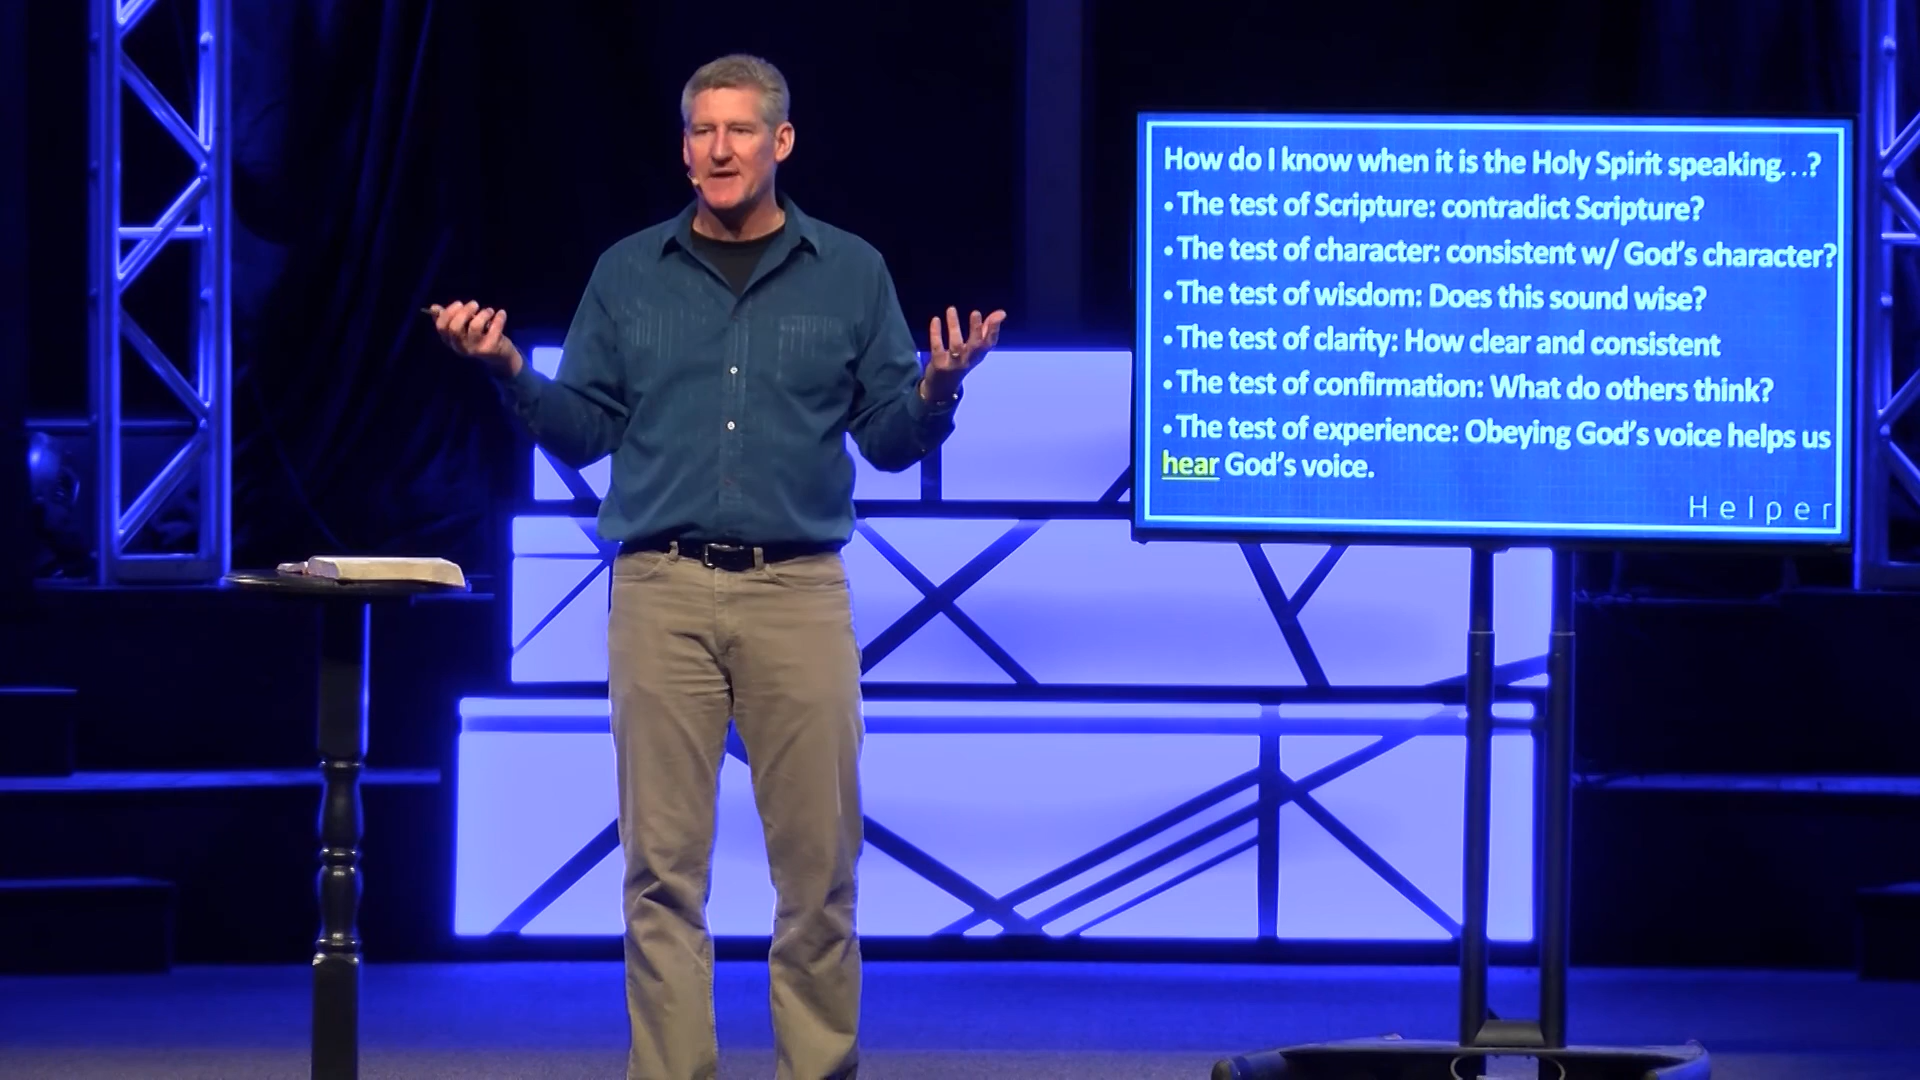 How do I know when it is the Holy Spirit speaking…?
• The test of Scripture: contradict Scripture?
• The test of character: consistent w/ God's character?
• The test of wisdom: Does this sound wise?
• The test of clarity: How clear and consistent
• The test of confirmation: What do others think?
• The test of experience: Obeying God's voice helps us
hear God's voice.
Helper